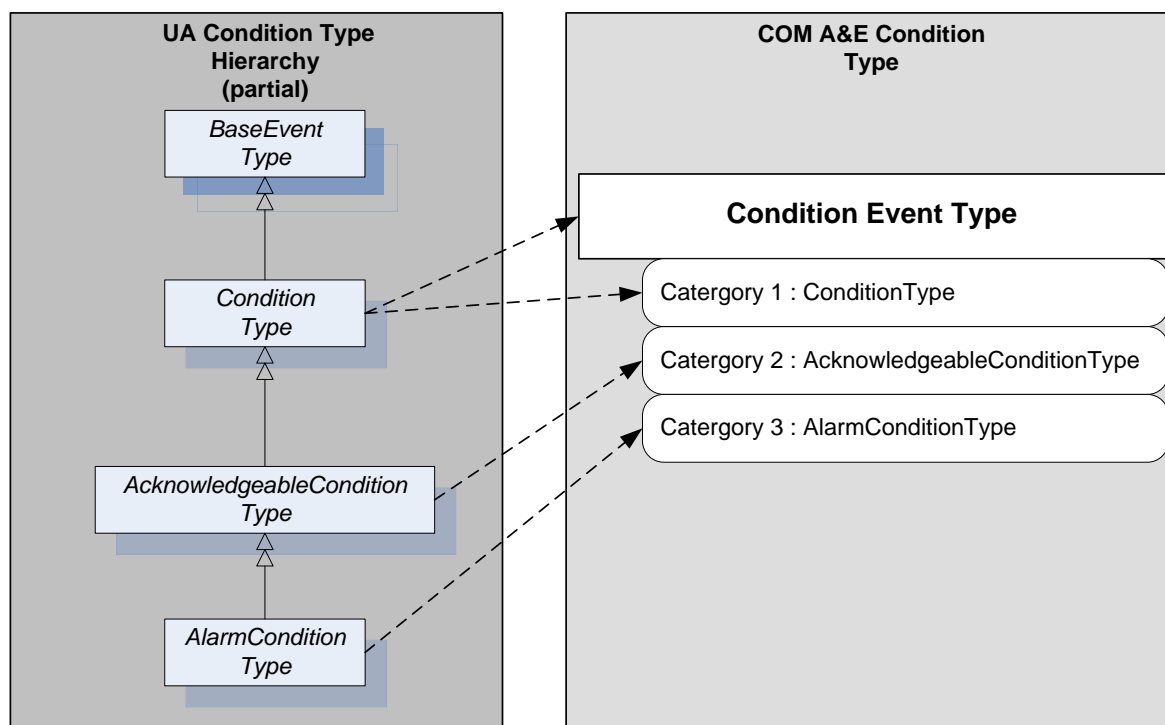 UA Condition Type
Hierarchy
(partial)
BaseEvent
Type
Condition
Type
AcknowledgeableCondition
Type
AlarmCondition
Type
COM A&E Condition
Type
Condition Event Type
Catergory 1 : ConditionType
Catergory 2 : AcknowledgeableConditionType
Catergory 3 : AlarmConditionType